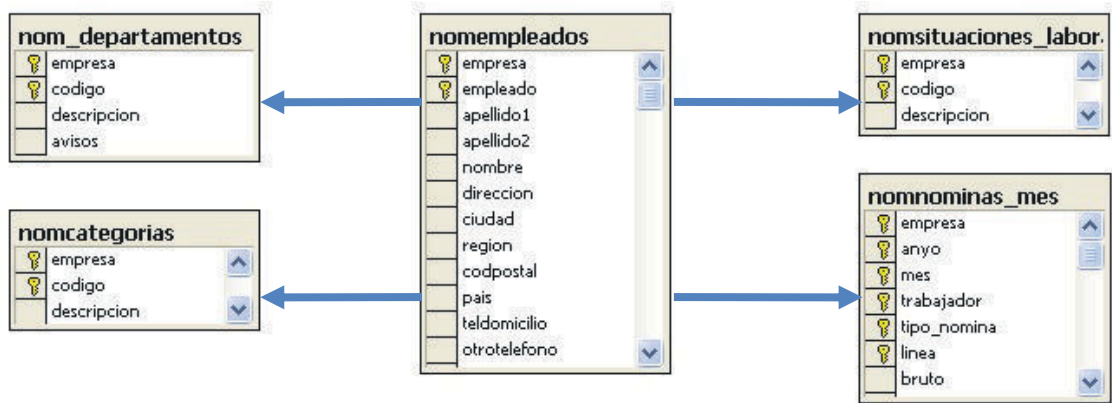 nom_departamentos
empresa
codigo
descripcion
avisos
nomcategorias
empresa
codigo
descripcion
nomempleados
empresa
empleado
apellido1
apellido2
nombre
direccion
ciudad
region
codpostal
pais
teldomicilio
otrotelefono
nomsituaciones_labor
empresa
codigo
descripcion
nomnominas_mes
empresa
anyo
mes
trabajador
tipo_nomina
linea
bruto